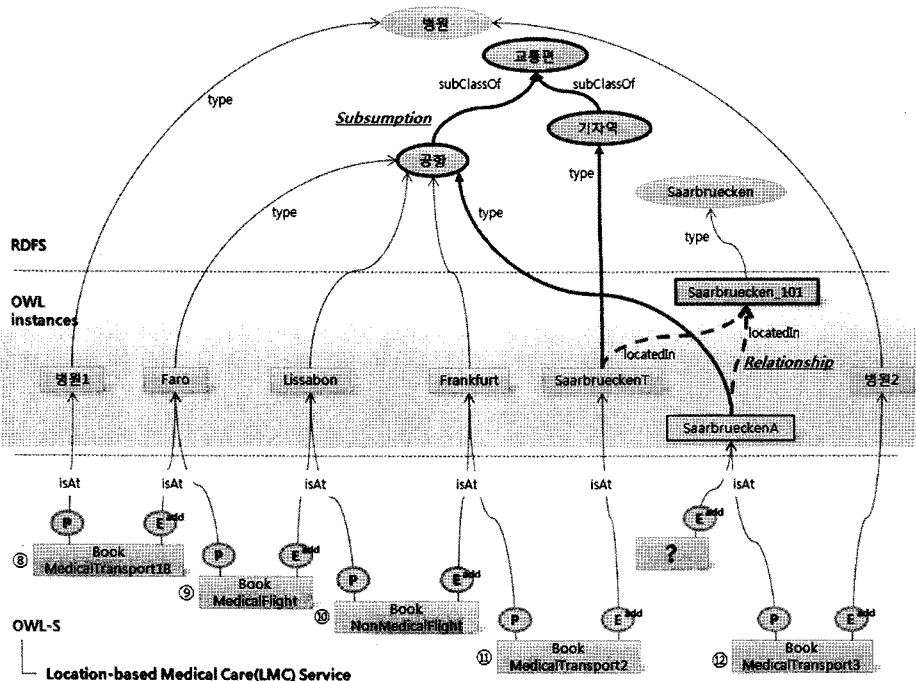 병원
교통편
subClassOf
subClassOf
type
Subsumption
기자역
공항
type
Saarbruecken
type
type
type
RDFS
Saarbruecken_101
OWL
instances
locatedIn
locatedIn
Relationship
병원1
Faro
Lissabon
Frankfurt
SaarbrueckenT
병원2
SaarbrueckenA
isAt
isAt
isAt
isAt
isAt
isAt
P
E add
E add
⑧
Book
MedicalTransport1B
P
E add
?
⑨
Book
MedicalFlight
P
E add
⑩
Book
NonMedicalFlight
P
E add
P
E add
OWL-S
⑪
Book
MedicalTransport2
⑫
Book
MedicalTransport3
Location-based Medical Care(LMC) Service